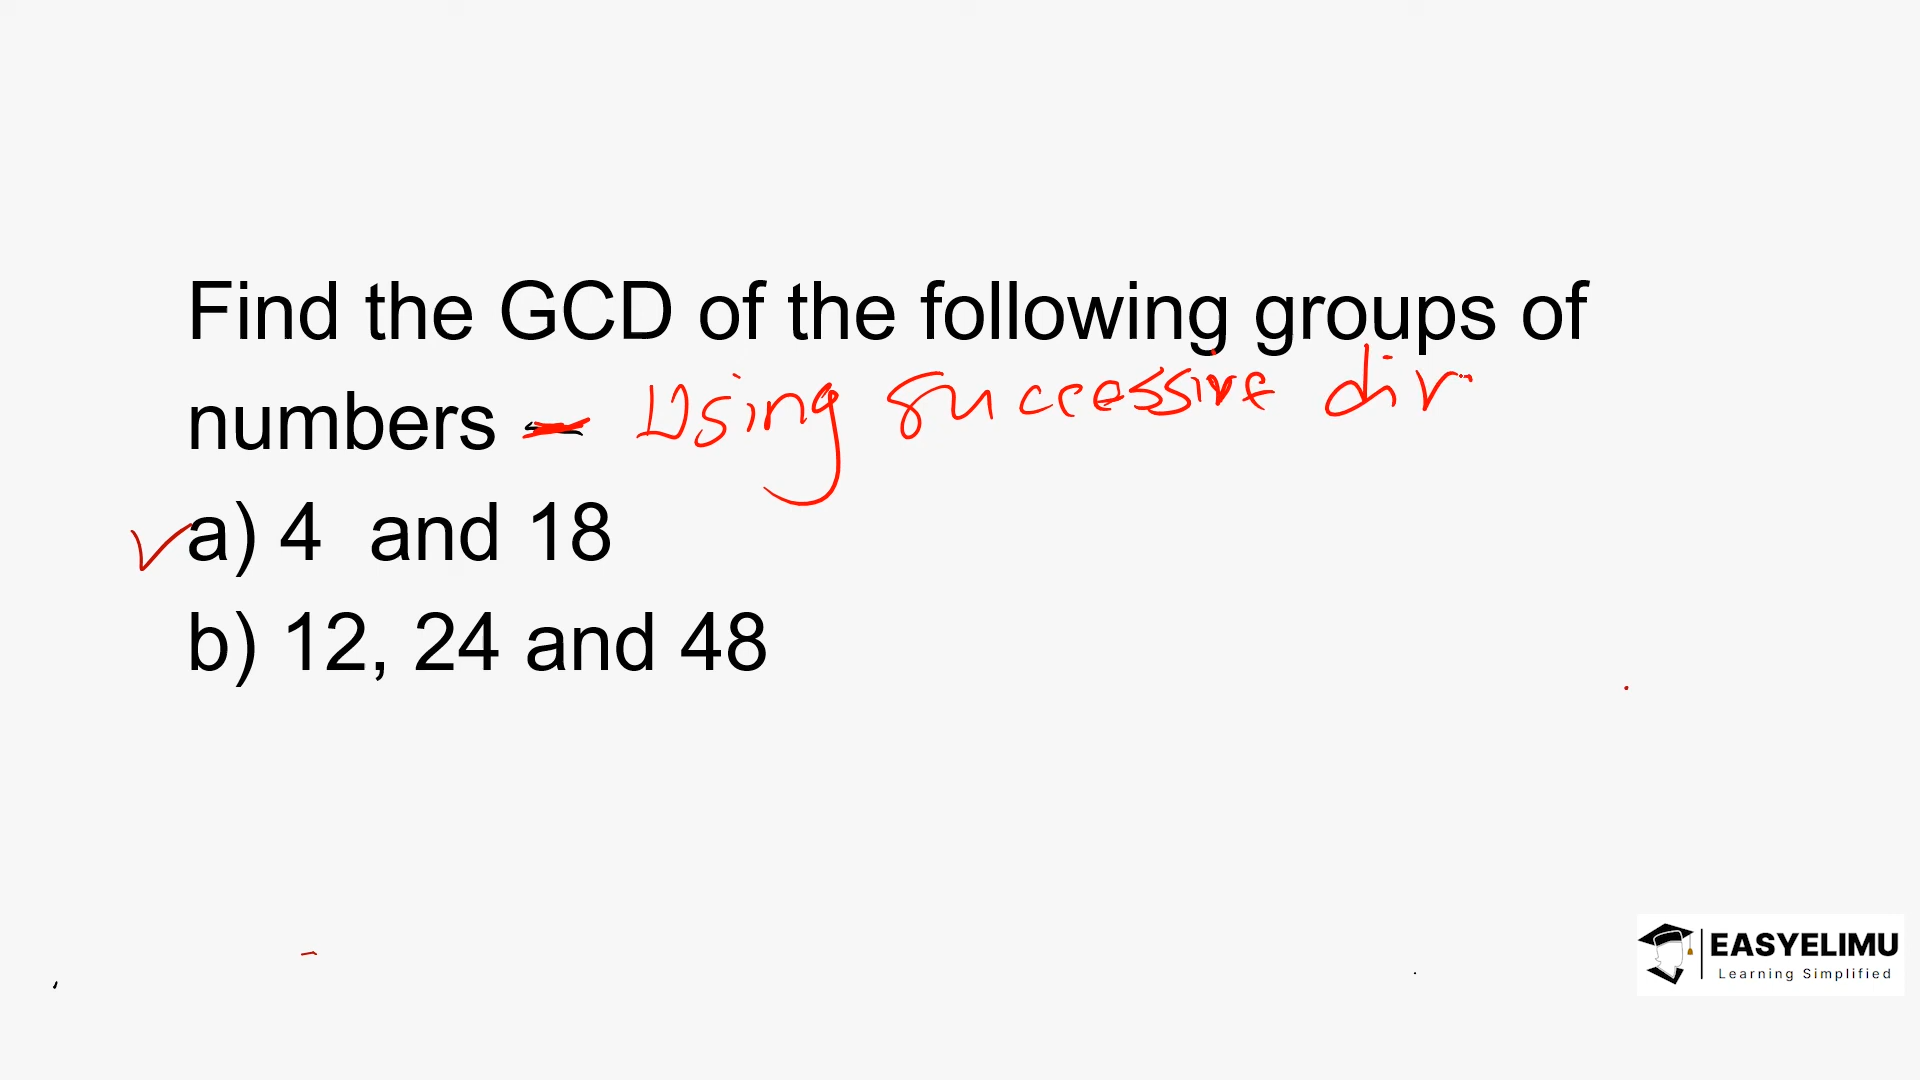 Find the GCD of the following groups of
numbers - Using successive div
a) 4 and 18
b) 12, 24 and 48
EASYELIMU
Learning Simplified